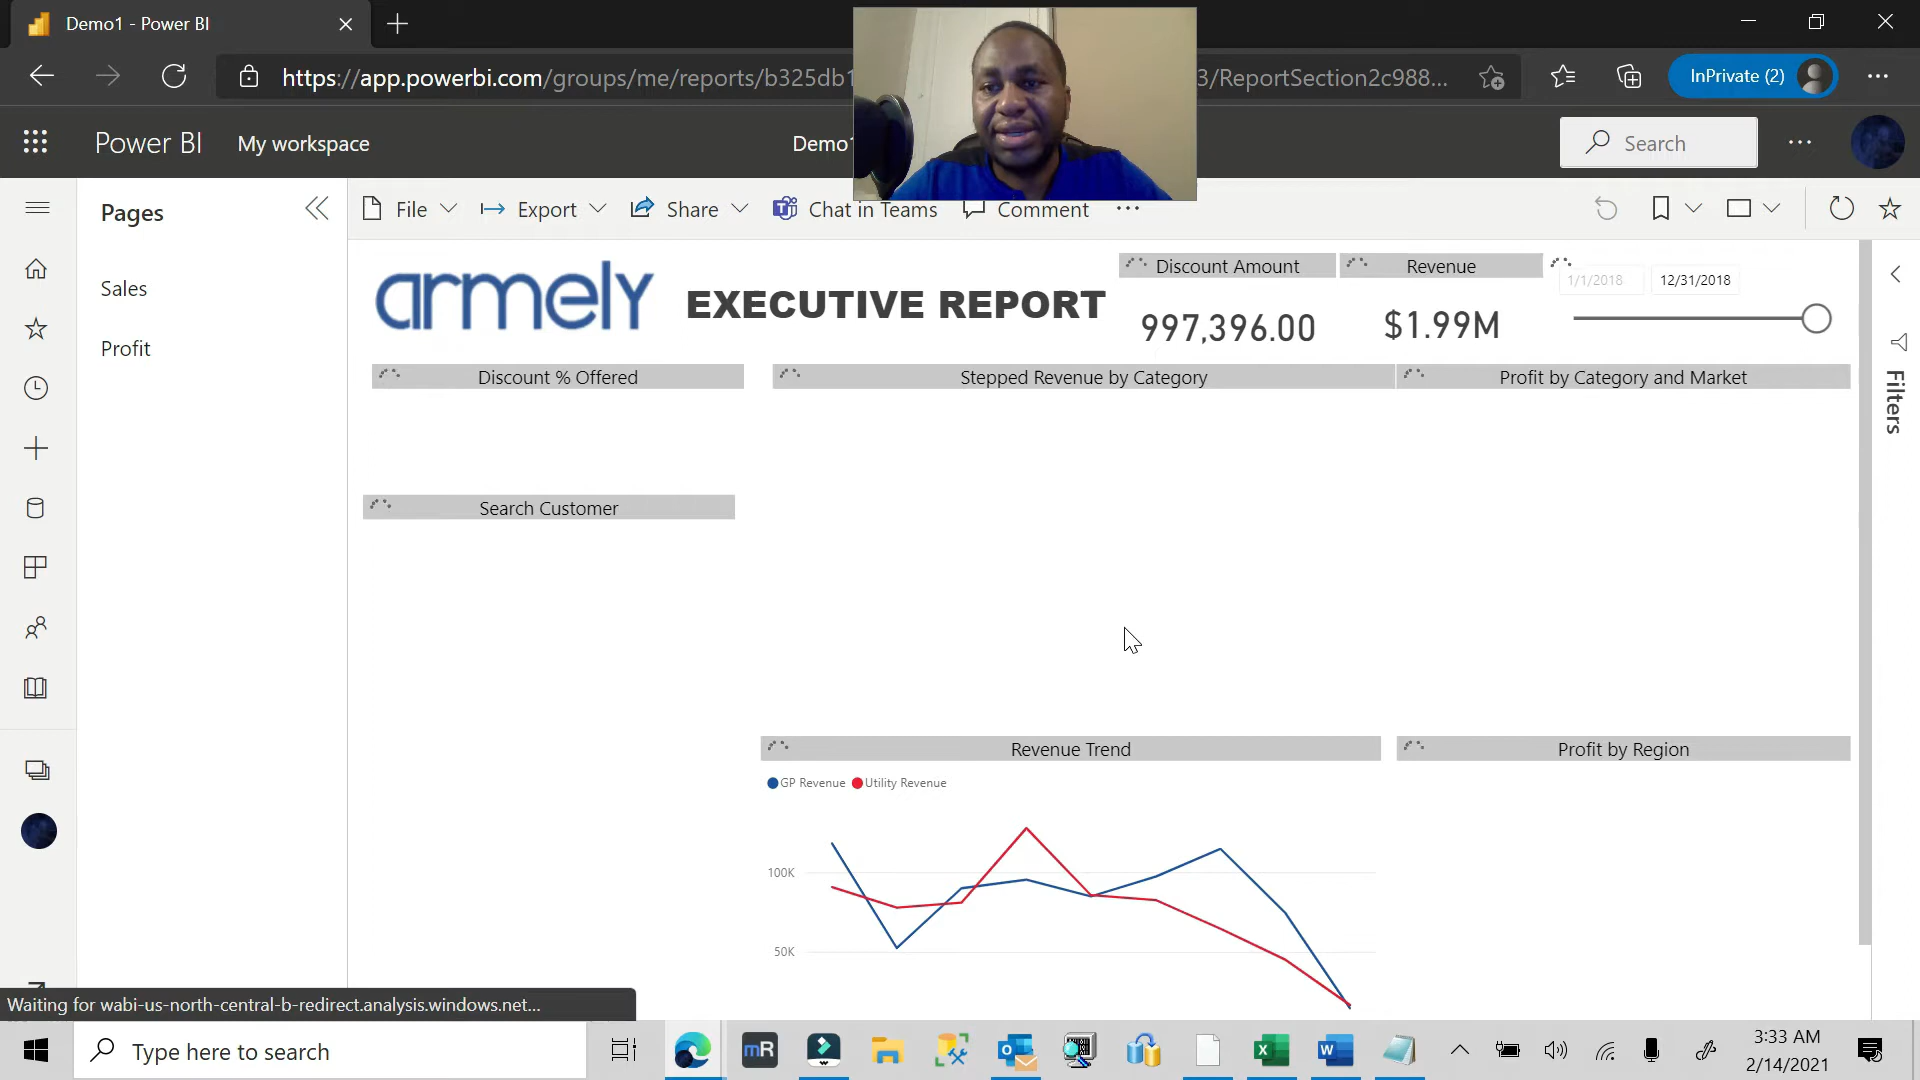 Demo1 - Power BI
https://app.powerbi.com/groups/me/reports/b325db1
3/ReportSection2c988...
InPrivate (2)
Power BI
My workspace
Demo1
Search
Pages
File
Export
Share
Chat in Teams
Comment
Sales
Profit
armely
EXECUTIVE REPORT
Discount Amount
997,396.00
Revenue
$1.99M
1/1/2018
12/31/2018
Filters
Discount % Offered
Stepped Revenue by Category
Profit by Category and Market
Search Customer
Revenue Trend
GP Revenue
Utility Revenue
100K
50K
Profit by Region
Waiting for wabi-us-north-central-b-redirect.analysis.windows.net...
Type here to search
mR
3:33 AM
2/14/2021